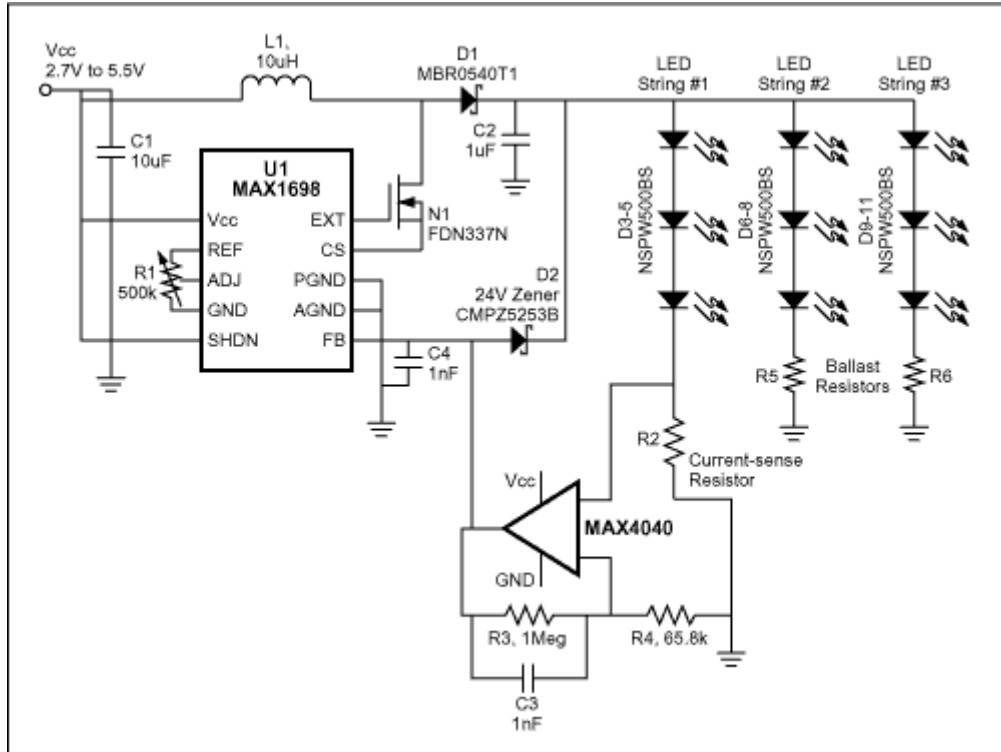 Vcc
2.7V to 5.5V
L1,
10uH
D1
MBR0540T1
LED
String #1
LED
String #2
LED
String #3
C1
10uF
C2
1uF
U1
MAX1698
Vcc
REF
ADJ
GND
SHDN
EXT
CS
PGND
AGND
FB
R1
500k
N1
FDN337N
D2
24V Zener
CMPZ5253B
C4
1nF
D3-5
NSPW500BS
D6-8
NSPW500BS
D9-11
NSPW500BS
R5
Ballast
Resistors
R6
R2
Current-sense
Resistor
Vcc
MAX4040
GND
R3, 1Meg
R4, 65.8k
C3
1nF